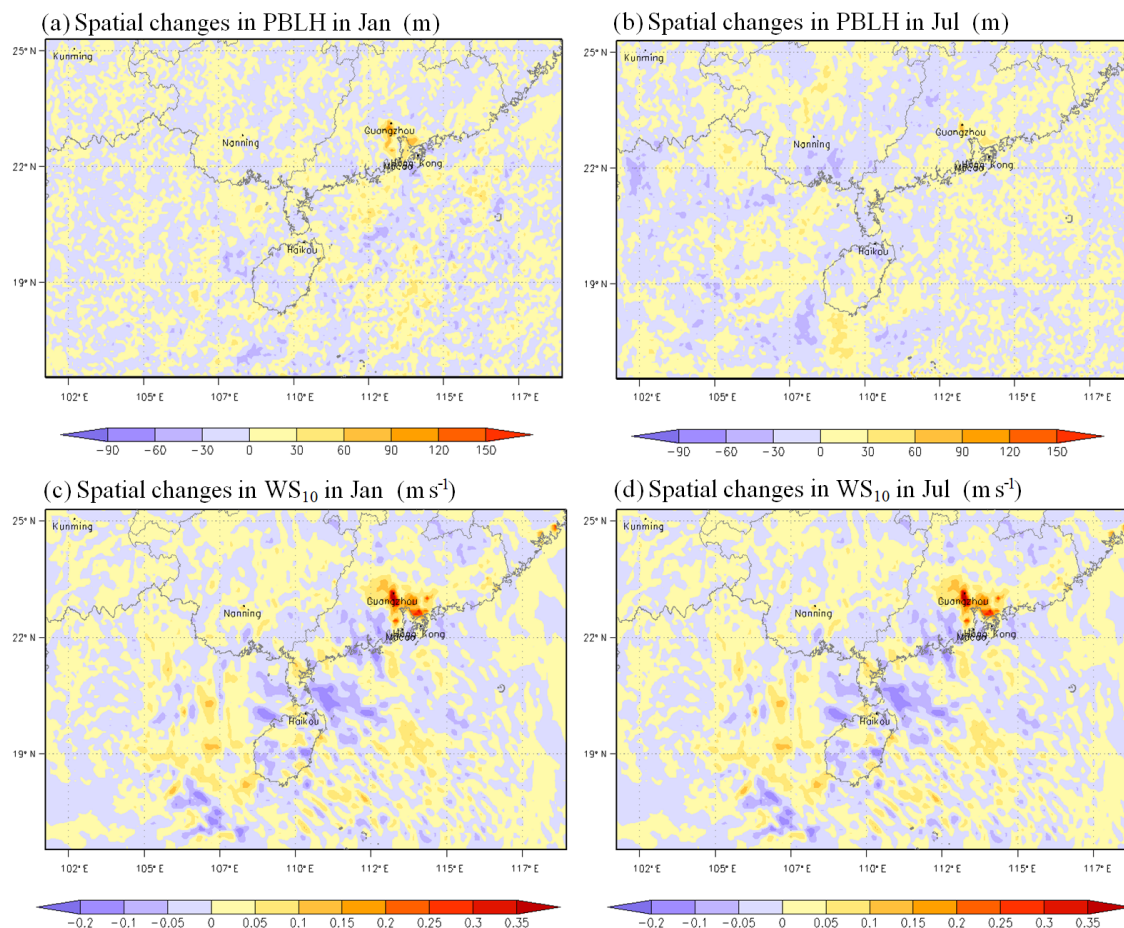 (a) Spatial changes in PBLH in Jan (m)
(b) Spatial changes in PBLH in Jul (m)
25°N
Kunming
Guangzhou
Nanning
22°N
Hong Kong
Haikou
19°N
102°E 105°E 108°E 110°E 112°E 115°E 117°E
-90 -60 -30 0 30 60 90 120 150
25°N
Kunming
Guangzhou
Nanning
22°N
Hong Kong
Haikou
19°N
102°E 105°E 107°E 110°E 112°E 115°E 117°E
-90 -60 -30 0 30 60 90 120 150
(c) Spatial changes in WS₁₀ in Jan (m s⁻¹)
(d) Spatial changes in WS₁₀ in Jul (m s⁻¹)
25°N
Kunming
Guangzhou
Nanning
22°N
Hong Kong
Haikou
19°N
102°E 105°E 107°E 110°E 112°E 115°E 117°E
-0.2 -0.1 -0.05 0 0.05 0.1 0.15 0.2 0.25 0.3 0.35
25°N
Kunming
Guangzhou
Nanning
22°N
Hong Kong
Haikou
19°N
102°E 105°E 107°E 110°E 112°E 115°E 117°E
-0.2 -0.1 -0.05 0 0.05 0.1 0.15 0.2 0.25 0.3 0.35